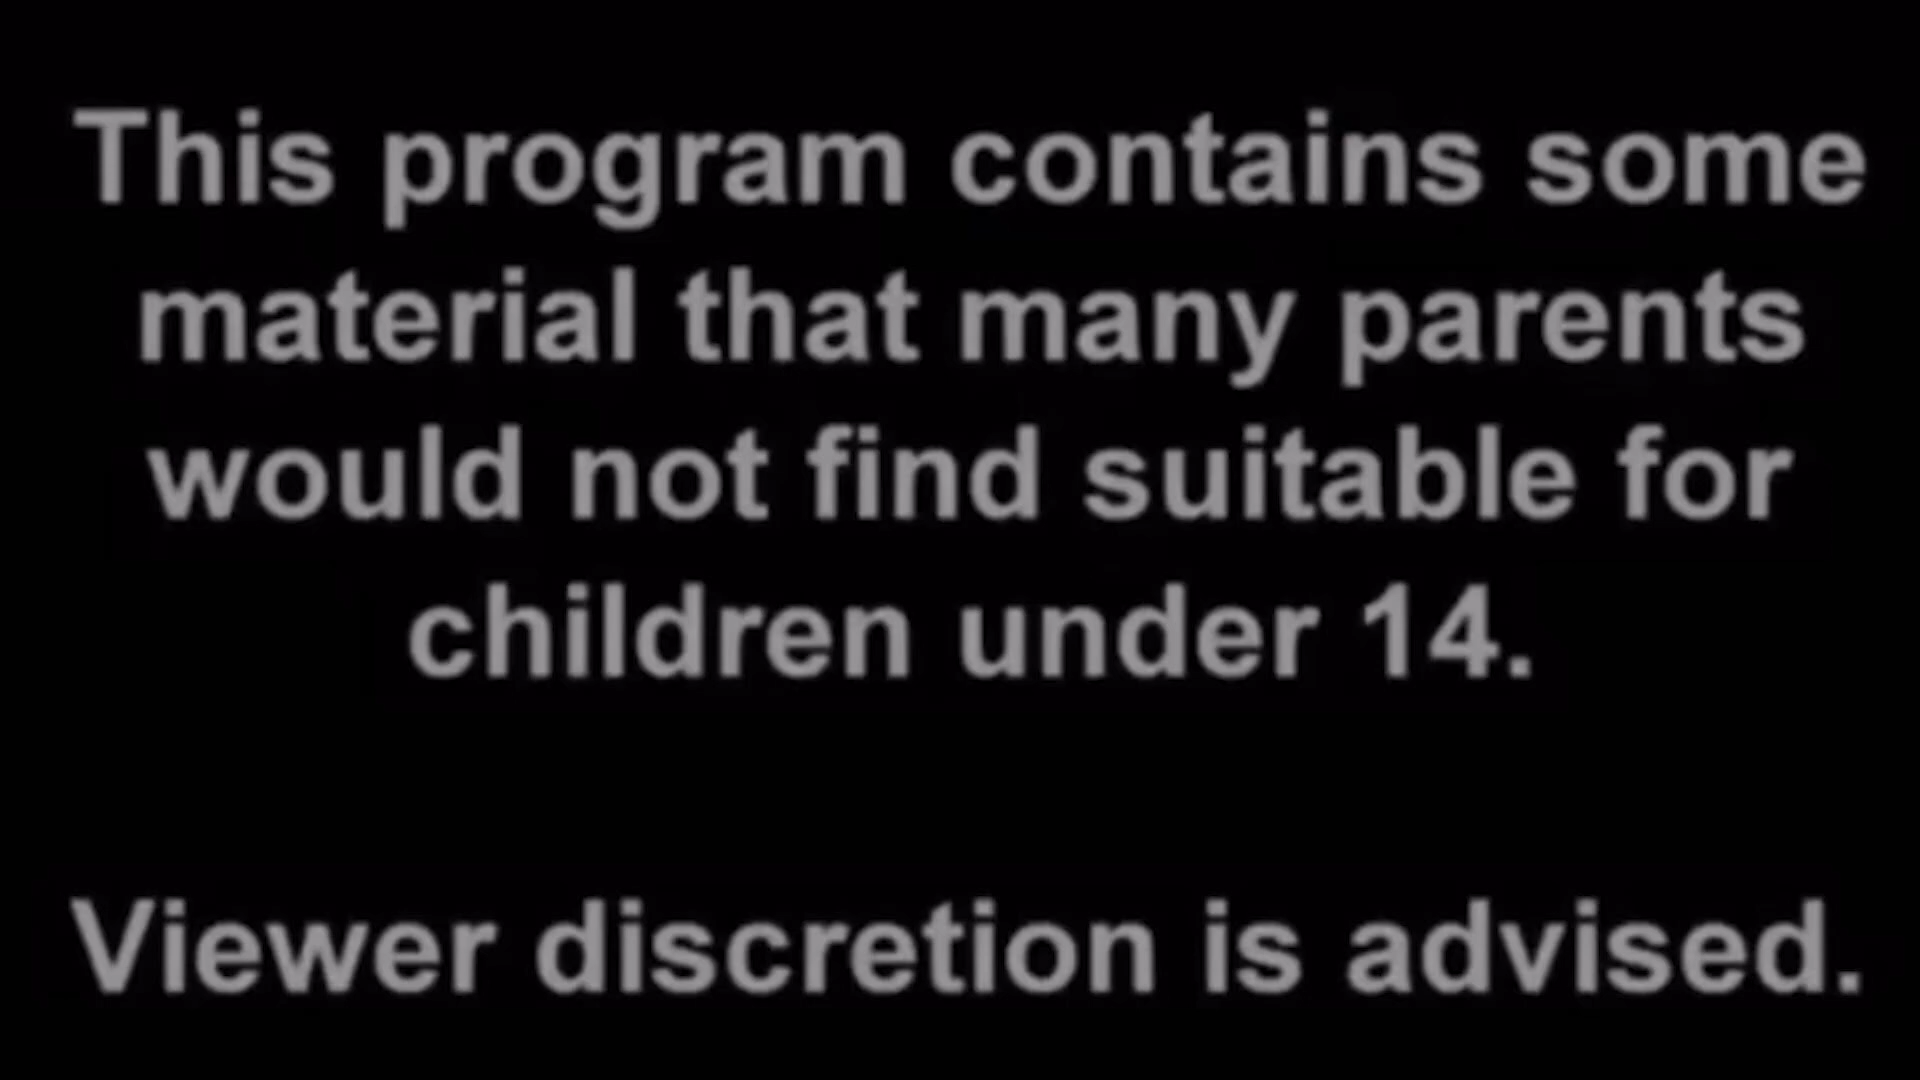 This program contains some
material that many parents
would not find suitable for
children under 14.
Viewer discretion is advised.